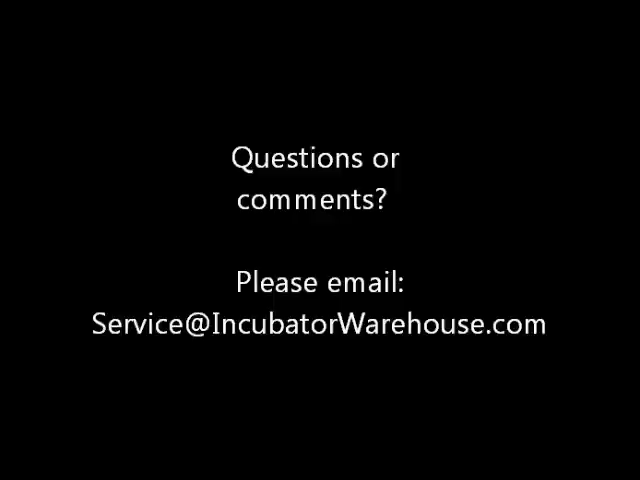 Questions or
comments?
Please email:
Service@IncubatorWarehouse.com